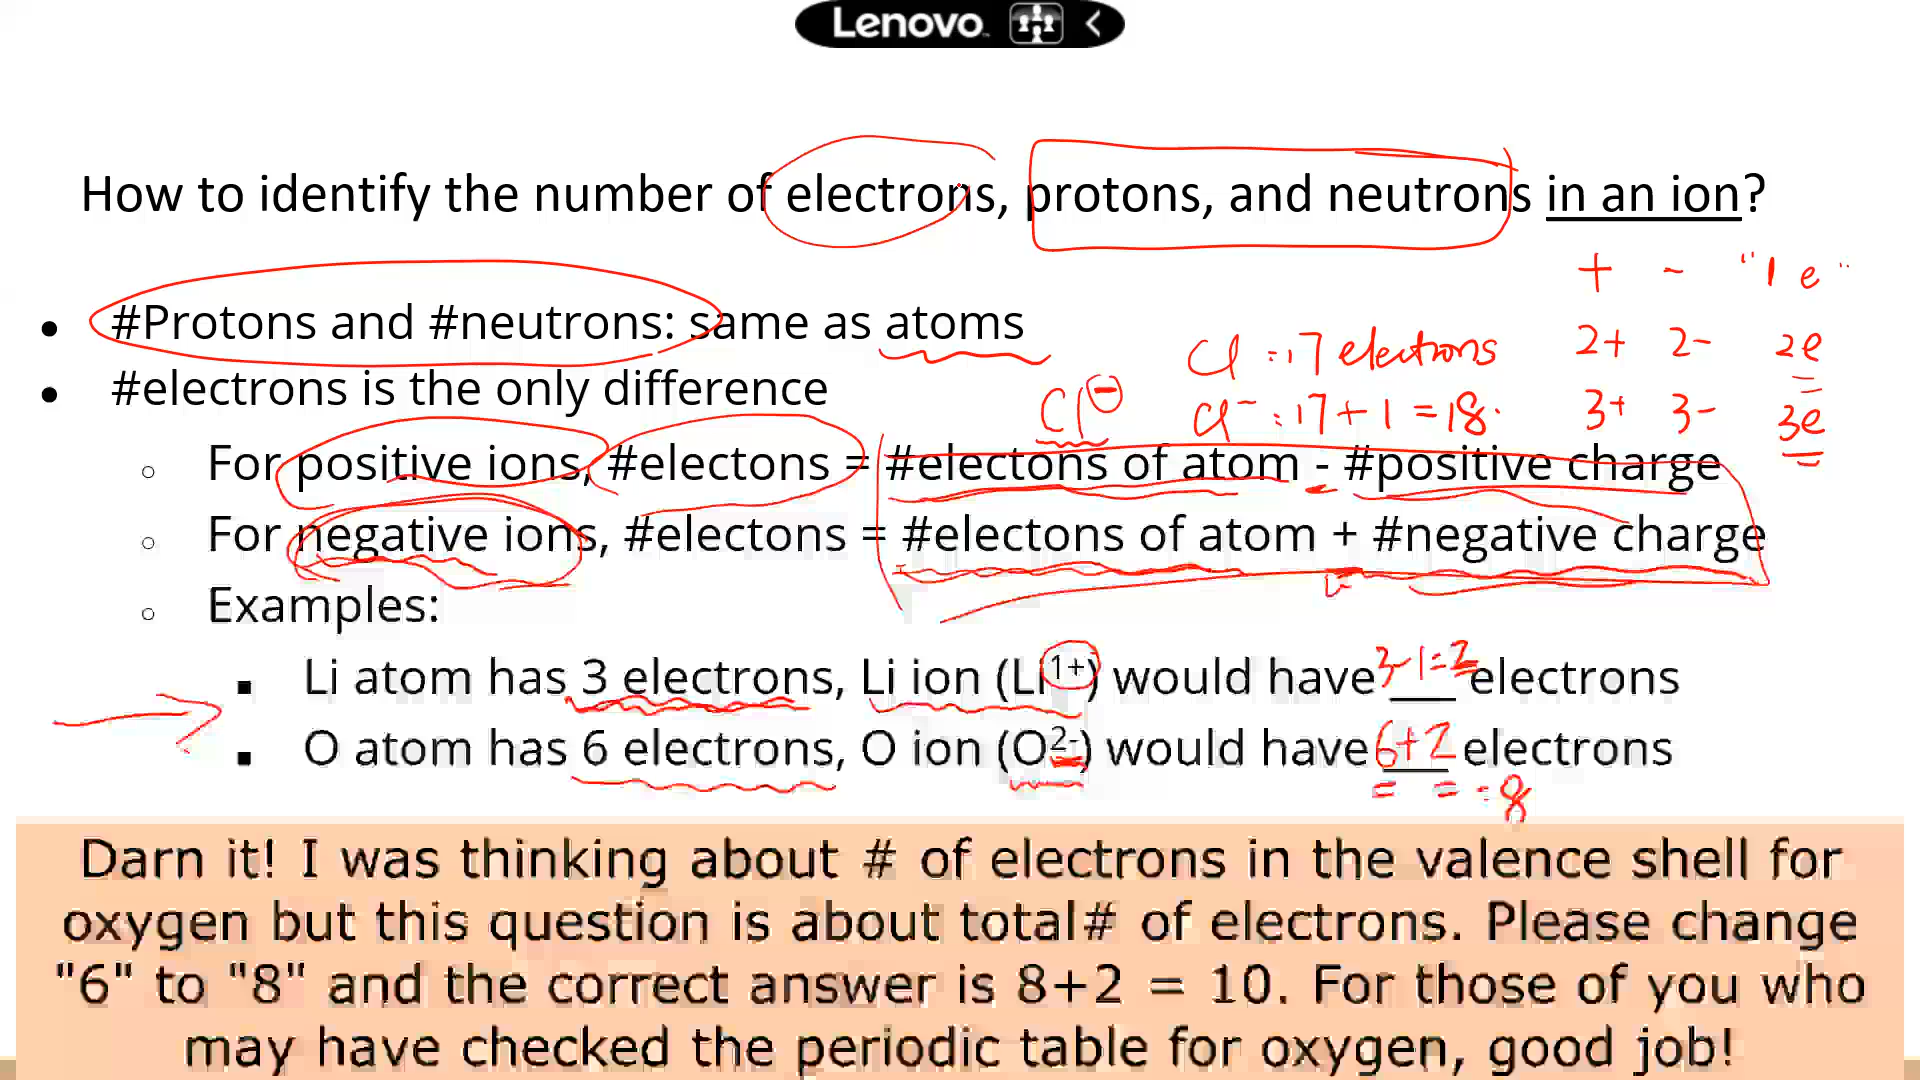 Lenovo
How to identify the number of electrons, protons, and neutrons in an ion?
+ - "1 e"
#Protons and #neutrons: same as atoms
Cl : 17 electrons 2+ 2- 2e
#electrons is the only difference
Cl- Cl- : 17+1=18. 3+ 3- 3e
For positive ions, #electons = #electons of atom - #positive charge
For negative ions, #electons = #electons of atom + #negative charge
Examples:
Li atom has 3 electrons, Li ion (Li1+) would have 3-1=2 electrons
O atom has 6 electrons, O ion (O2-) would have 6+2 electrons
= 8
Darn it! I was thinking about # of electrons in the valence shell for
oxygen but this question is about total# of electrons. Please change
"6" to "8" and the correct answer is 8+2 = 10. For those of you who
may have checked the periodic table for oxygen, good job!